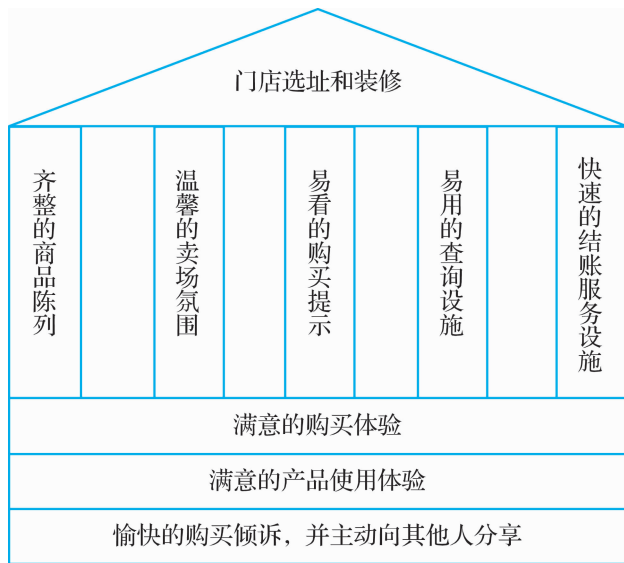 门店选址和装修
齐整的商品陈列
温馨的卖场氛围
易看的购买提示
易用的查询设施
快速的结账服务设施
满意的购买体验
满意的产品使用体验
愉快的购买倾诉，并主动向其他人分享